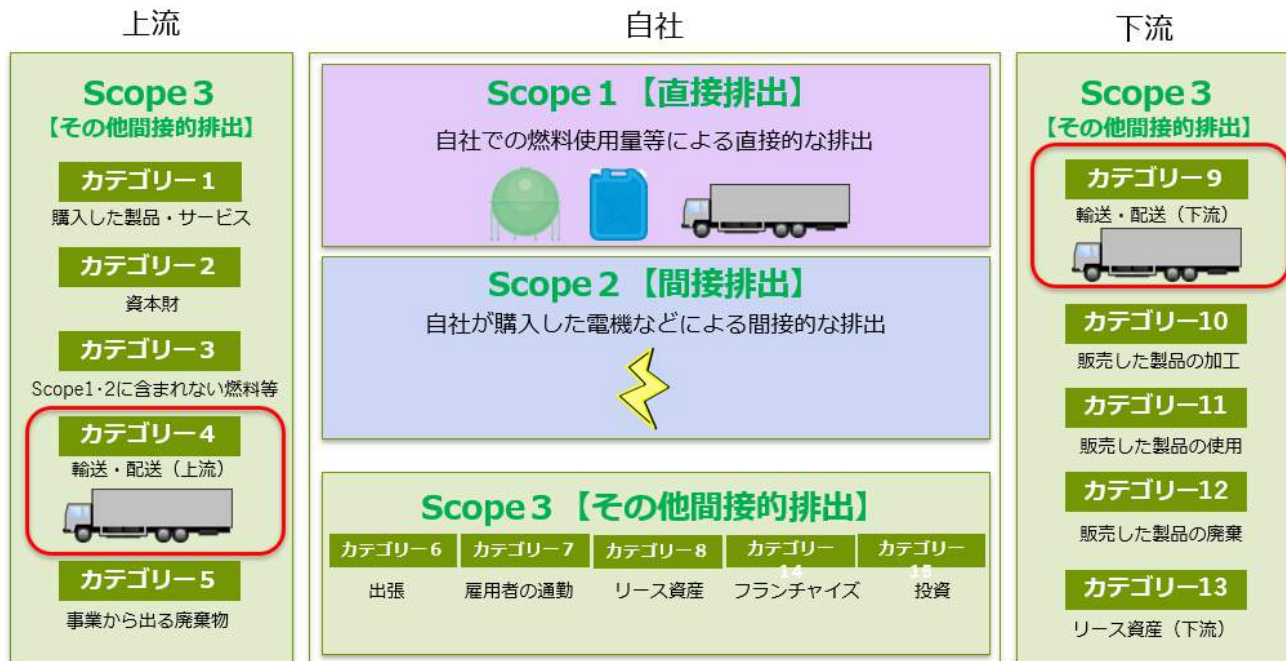 上流
Scope3
【その他間接的排出】
カテゴリー1
購入した製品・サービス
カテゴリー2
資本財
カテゴリー3
Scope1･2に含まれない燃料等
カテゴリー4
輸送・配送（上流）
カテゴリー5
事業から出る廃棄物
自社
Scope1【直接排出】
自社での燃料使用量等による直接的な排出
Scope2【間接排出】
自社が購入した電機などによる間接的な排出
Scope3【その他間接的排出】
カテゴリー6
出張
カテゴリー7
雇用者の通勤
カテゴリー8
リース資産
カテゴリー
14
フランチャイズ
カテゴリー
15
投資
下流
Scope3
【その他間接的排出】
カテゴリー9
輸送・配送（下流）
カテゴリー10
販売した製品の加工
カテゴリー11
販売した製品の使用
カテゴリー12
販売した製品の廃棄
カテゴリー13
リース資産（下流）